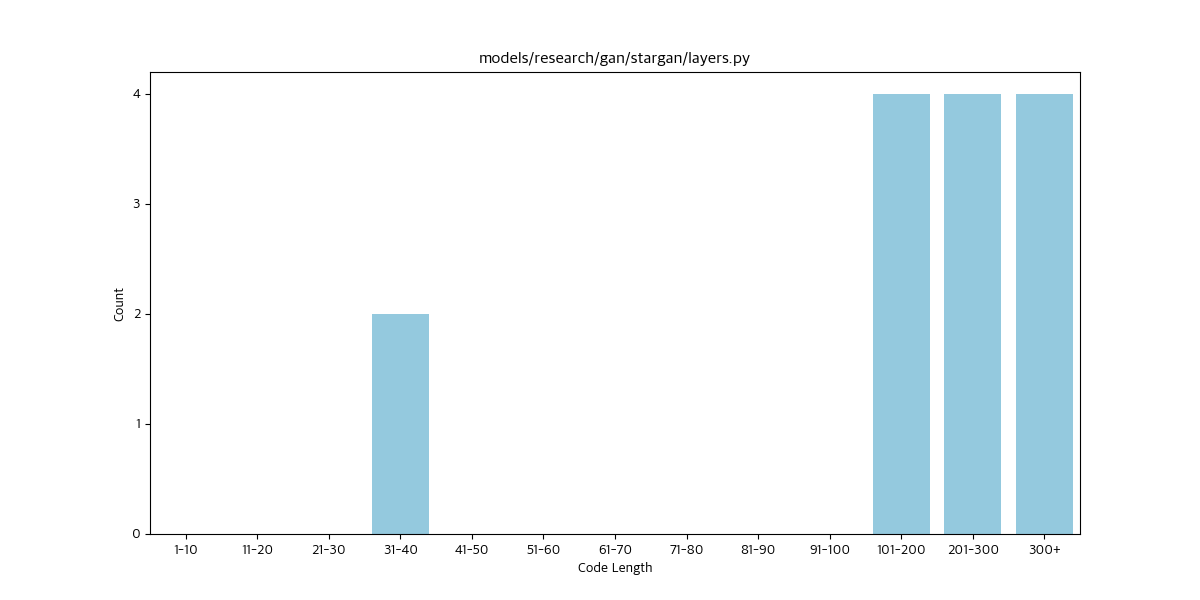 models/research/gan/stargan/layers.py
4
3
2
1
0
Count
1-10 11-20 21-30 31-40 41-50 51-60 61-70 71-80 81-90 91-100 101-200 201-300 300+
Code Length